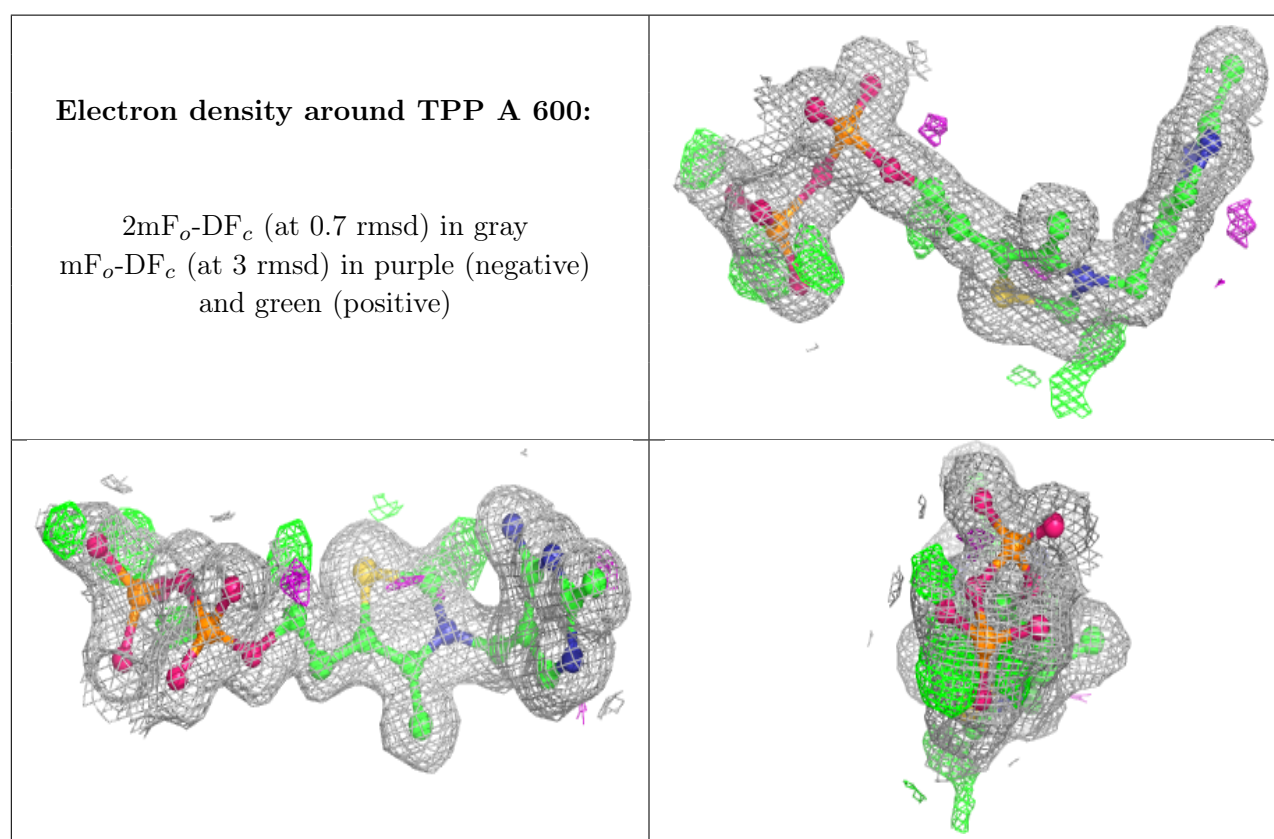 Electron density around TPP A 600:
2mFo-DFc (at 0.7 rmsd) in gray
mFo-DFc (at 3 rmsd) in purple (negative)
and green (positive)